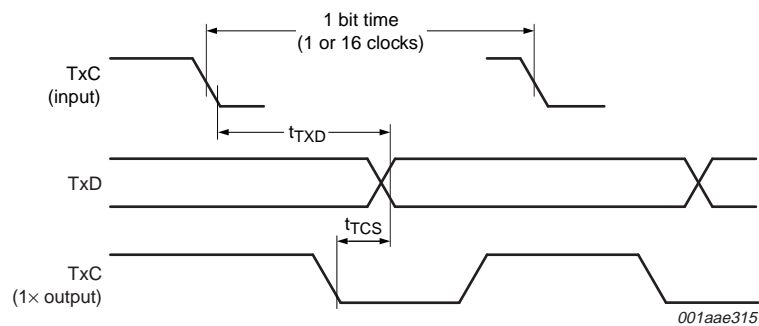 1 bit time
(1 or 16 clocks)
TxC
(input)
tTXD
TxD
tTCS
TxC
(1× output)
001aae315